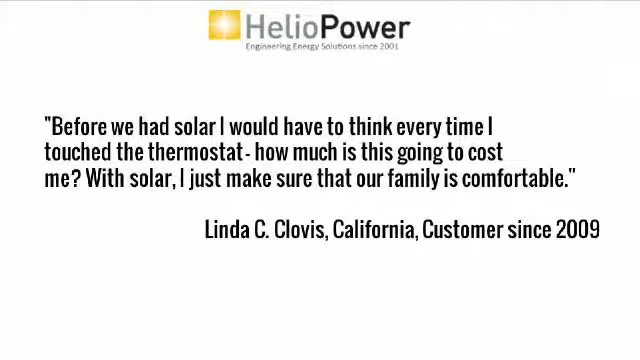 HelioPower
Engineering Energy Solutions since 2001
"Before we had solar I would have to think every time I
touched the thermostat - how much is this going to cost
me? With solar, I just make sure that our family is comfortable."
Linda C. Clovis, California, Customer since 2009